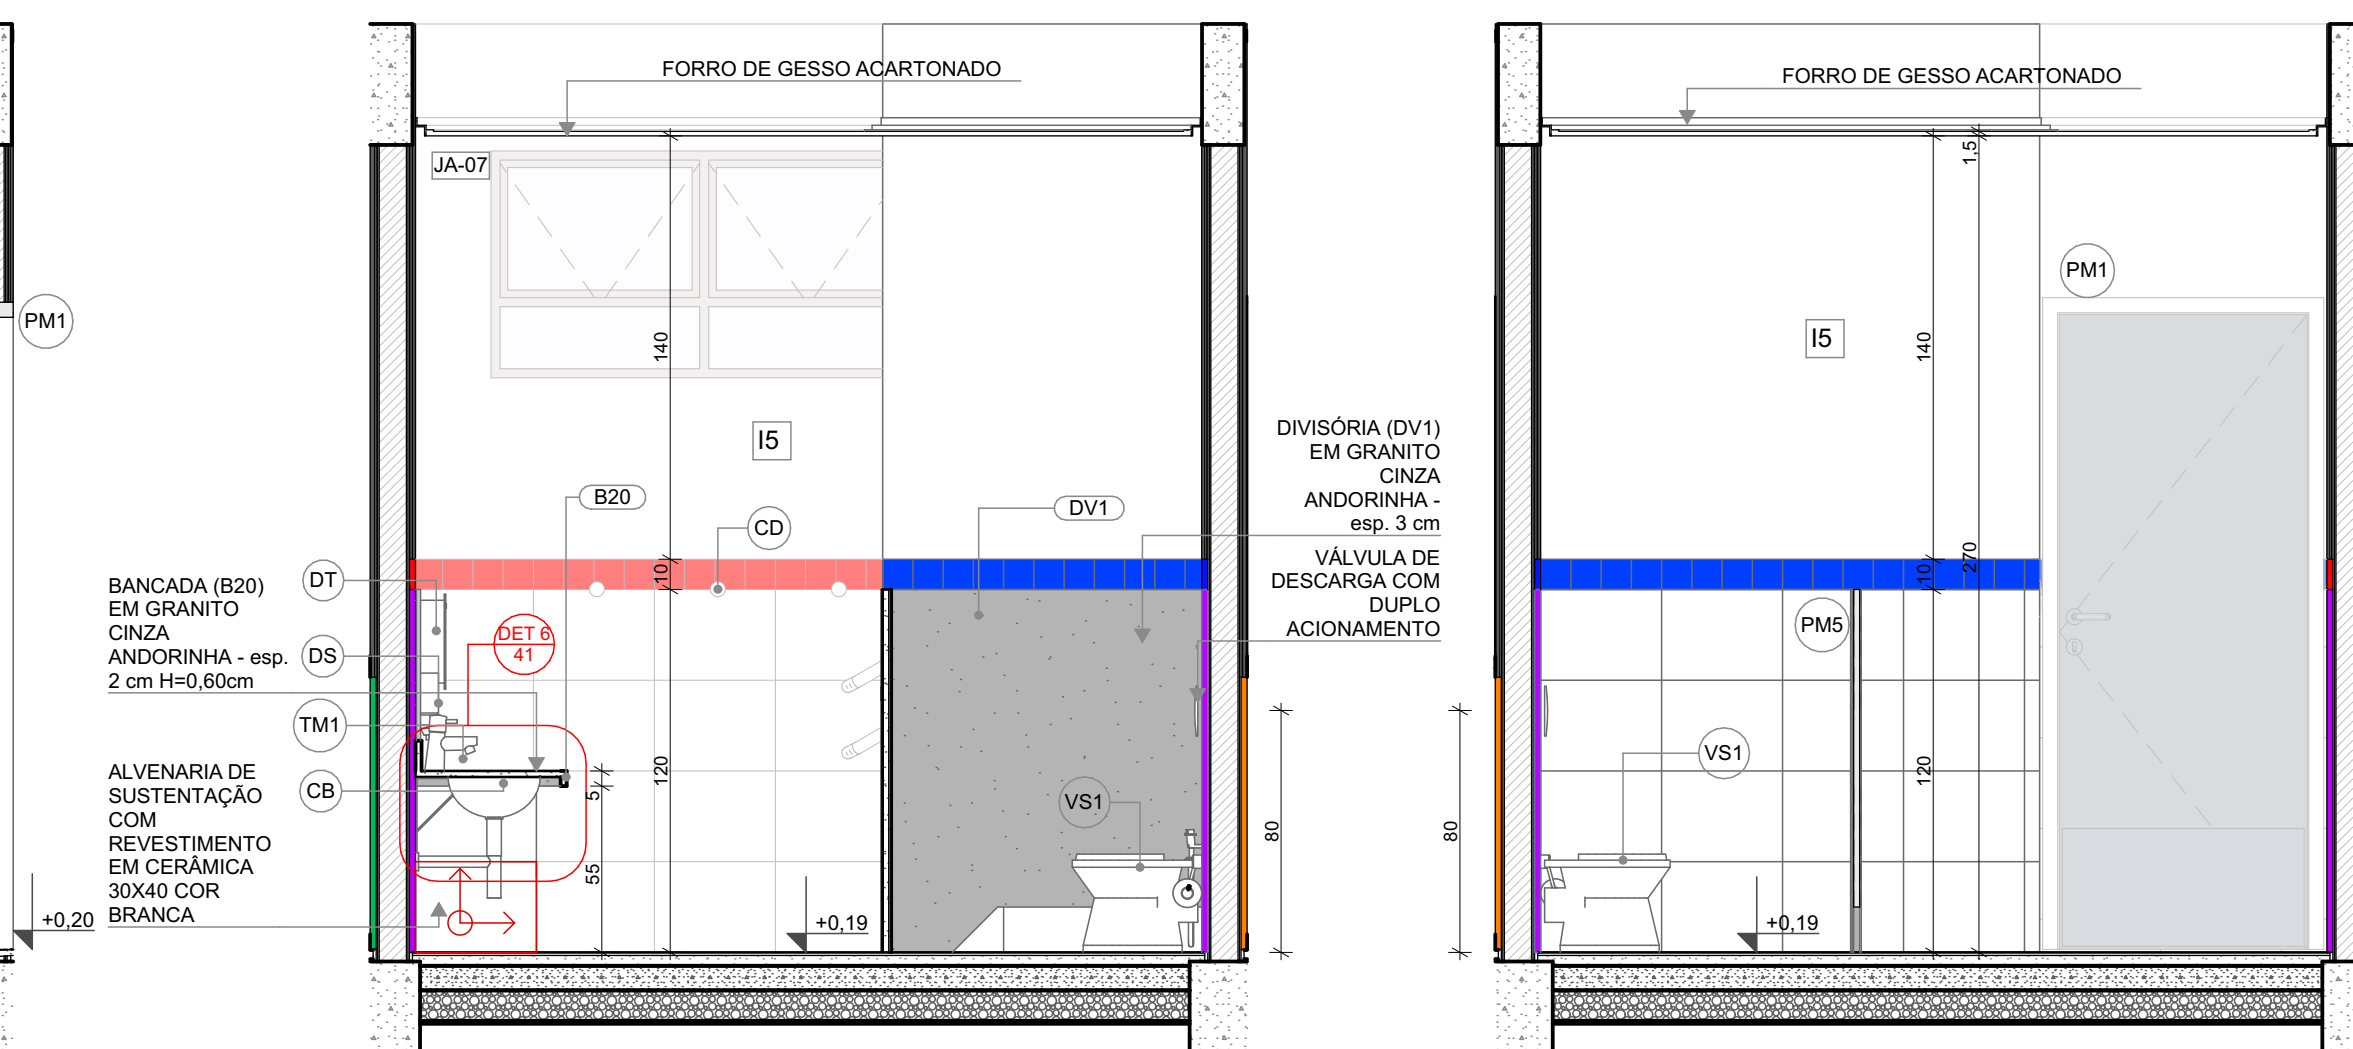 FORRO DE GESSO ACARTONADO
JA-07
140
I5
B20
CD
DV1
10
DT
DS
TM1
CB
DET 6
41
BANCADA (B20)
EM GRANITO
CINZA
ANDORINHA - esp.
2 cm H=0,60cm
ALVENARIA DE
SUSTENTAÇÃO
COM
REVESTIMENTO
EM CERÂMICA
30X40 COR
BRANCA
PM1
+0,20
120
5
55
+0,19
VS1
80
DIVISÓRIA (DV1)
EM GRANITO
CINZA
ANDORINHA -
esp. 3 cm
VÁLVULA DE
DESCARGA COM
DUPLO
ACIONAMENTO
80
FORRO DE GESSO ACARTONADO
1,5
PM1
I5
140
270
10
PM5
VS1
120
+0,19